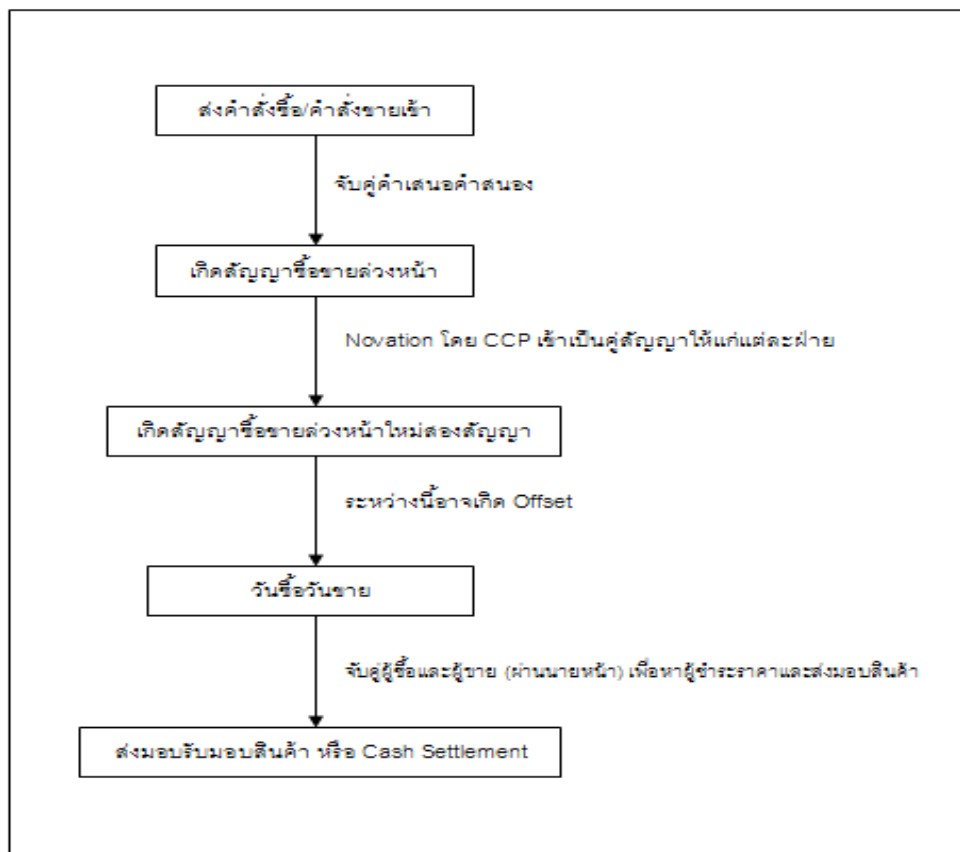 ส่งคำสั่งซื้อ/คำสั่งขายเข้า
จับคู่คำเสนอคำสนอง
เกิดสัญญาซื้อขายล่วงหน้า
Novation โดย CCP เข้าเป็นคู่สัญญาให้แก่แต่ละฝ่าย
เกิดสัญญาซื้อขายล่วงหน้าใหม่สองสัญญา
ระหว่างนี้อาจเกิด Offset
วันซื้อวันขาย
จับคู่ผู้ซื้อและผู้ขาย (ผ่านนายหน้า) เพื่อหาผู้ชำระราคาและส่งมอบสินค้า
ส่งมอบรับมอบสินค้า หรือ Cash Settlement